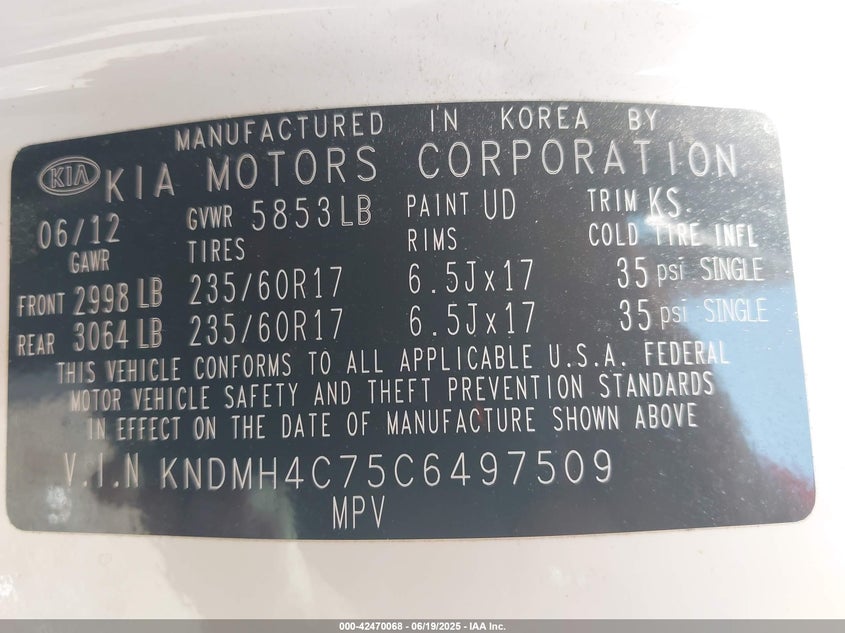 MANUFACTURED IN KOREA BY
KIA KIA MOTORS CORPORATION
06/12 GVWR 5853LB PAINT UD TRIM KS.
GAWR TIRES RIMS COLD TIRE INFL
FRONT 2998 LB 235/60R17 6.5Jx17 35 psi SINGLE
REAR 3064 LB 235/60R17 6.5Jx17 35 psi SINGLE
THIS VEHICLE CONFORMS TO ALL APPLICABLE U.S.A. FEDERAL
MOTOR VEHICLE SAFETY AND THEFT PREVENTION STANDARDS
IN EFFECT ON THE DATE OF MANUFACTURE SHOWN ABOVE
V.I.N KNDMH4C75C6497509
MPV
000-42470068 - 06/19/2025 - IAA Inc.